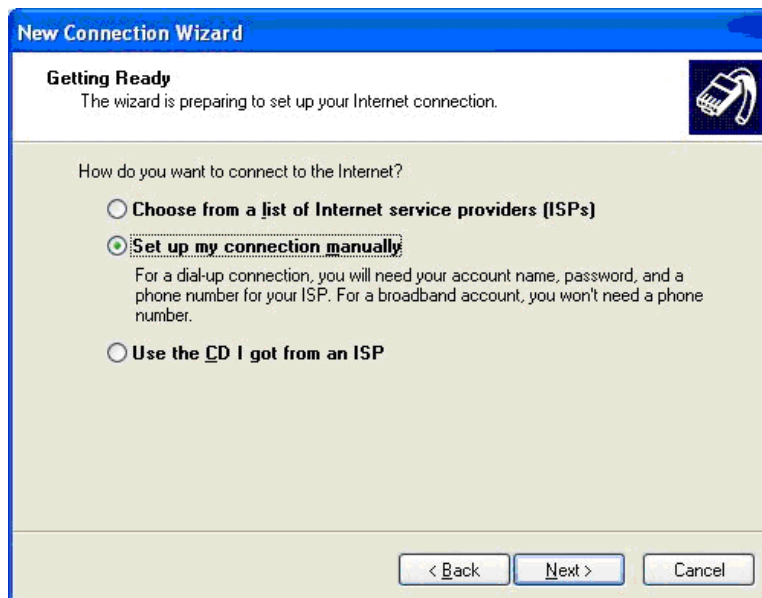 New Connection Wizard
Getting Ready
The wizard is preparing to set up your Internet connection.
How do you want to connect to the Internet?
Choose from a list of Internet service providers (ISPs)
Set up my connection manually
For a dial-up connection, you will need your account name, password, and a
phone number for your ISP. For a broadband account, you won't need a phone
number.
Use the CD I got from an ISP
< Back Next > Cancel